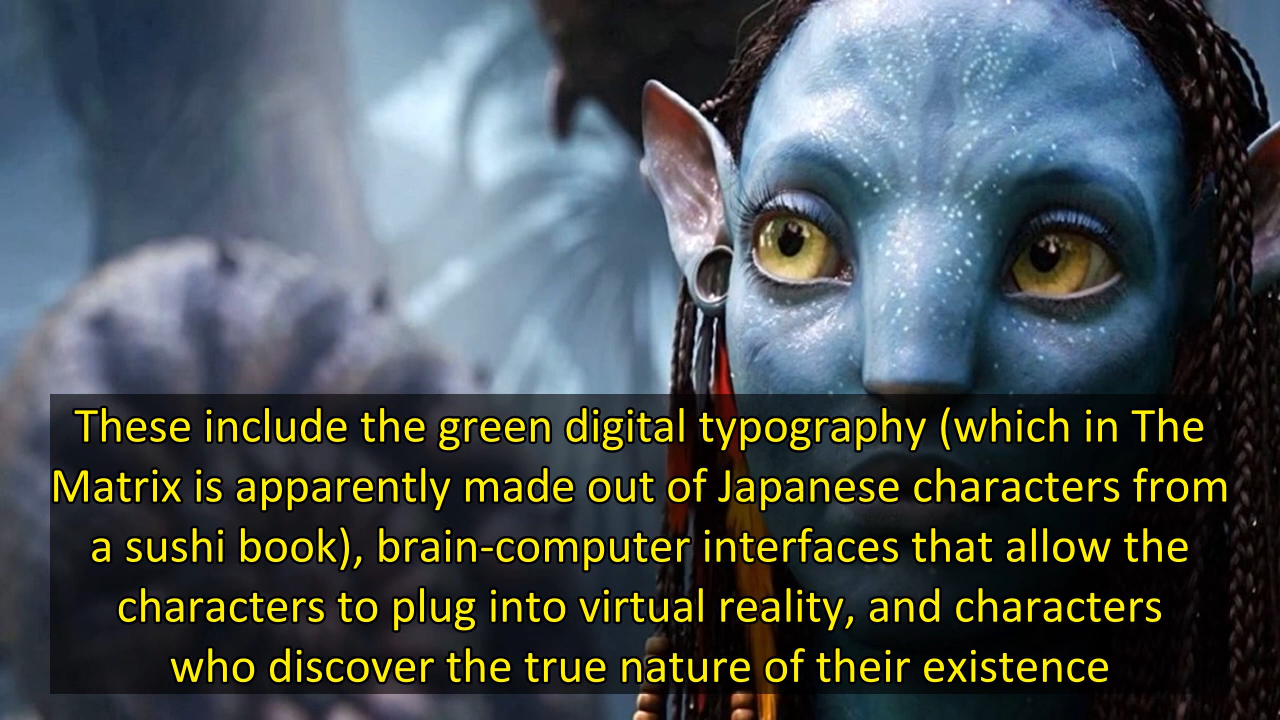 These include the green digital typography (which in The
Matrix is apparently made out of Japanese characters from
a sushi book), brain-computer interfaces that allow the
characters to plug into virtual reality, and characters
who discover the true nature of their existence